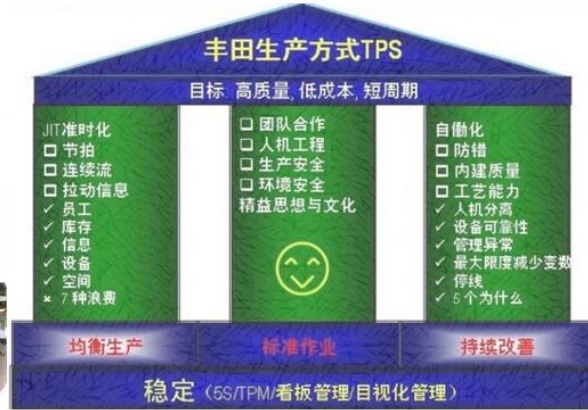 丰田生产方式TPS
目标: 高质量, 低成本, 短周期
JIT准时化
□ 节拍
□ 连续流
□ 拉动信息
✓ 员工
✓ 库存
✓ 信息
✓ 设备
✓ 空间
× 7种浪费
□ 团队合作
□ 人机工程
□ 生产安全
□ 环境安全
精益思想与文化
自働化
□ 防错
□ 内建质量
□ 工艺能力
✓ 人机分离
✓ 设备可靠性
✓ 管理异常
✓ 最大限度减少变数
✓ 停线
✓ 5个为什么
均衡生产
标准作业
持续改善
稳定（5S/TPM/看板管理/目视化管理）